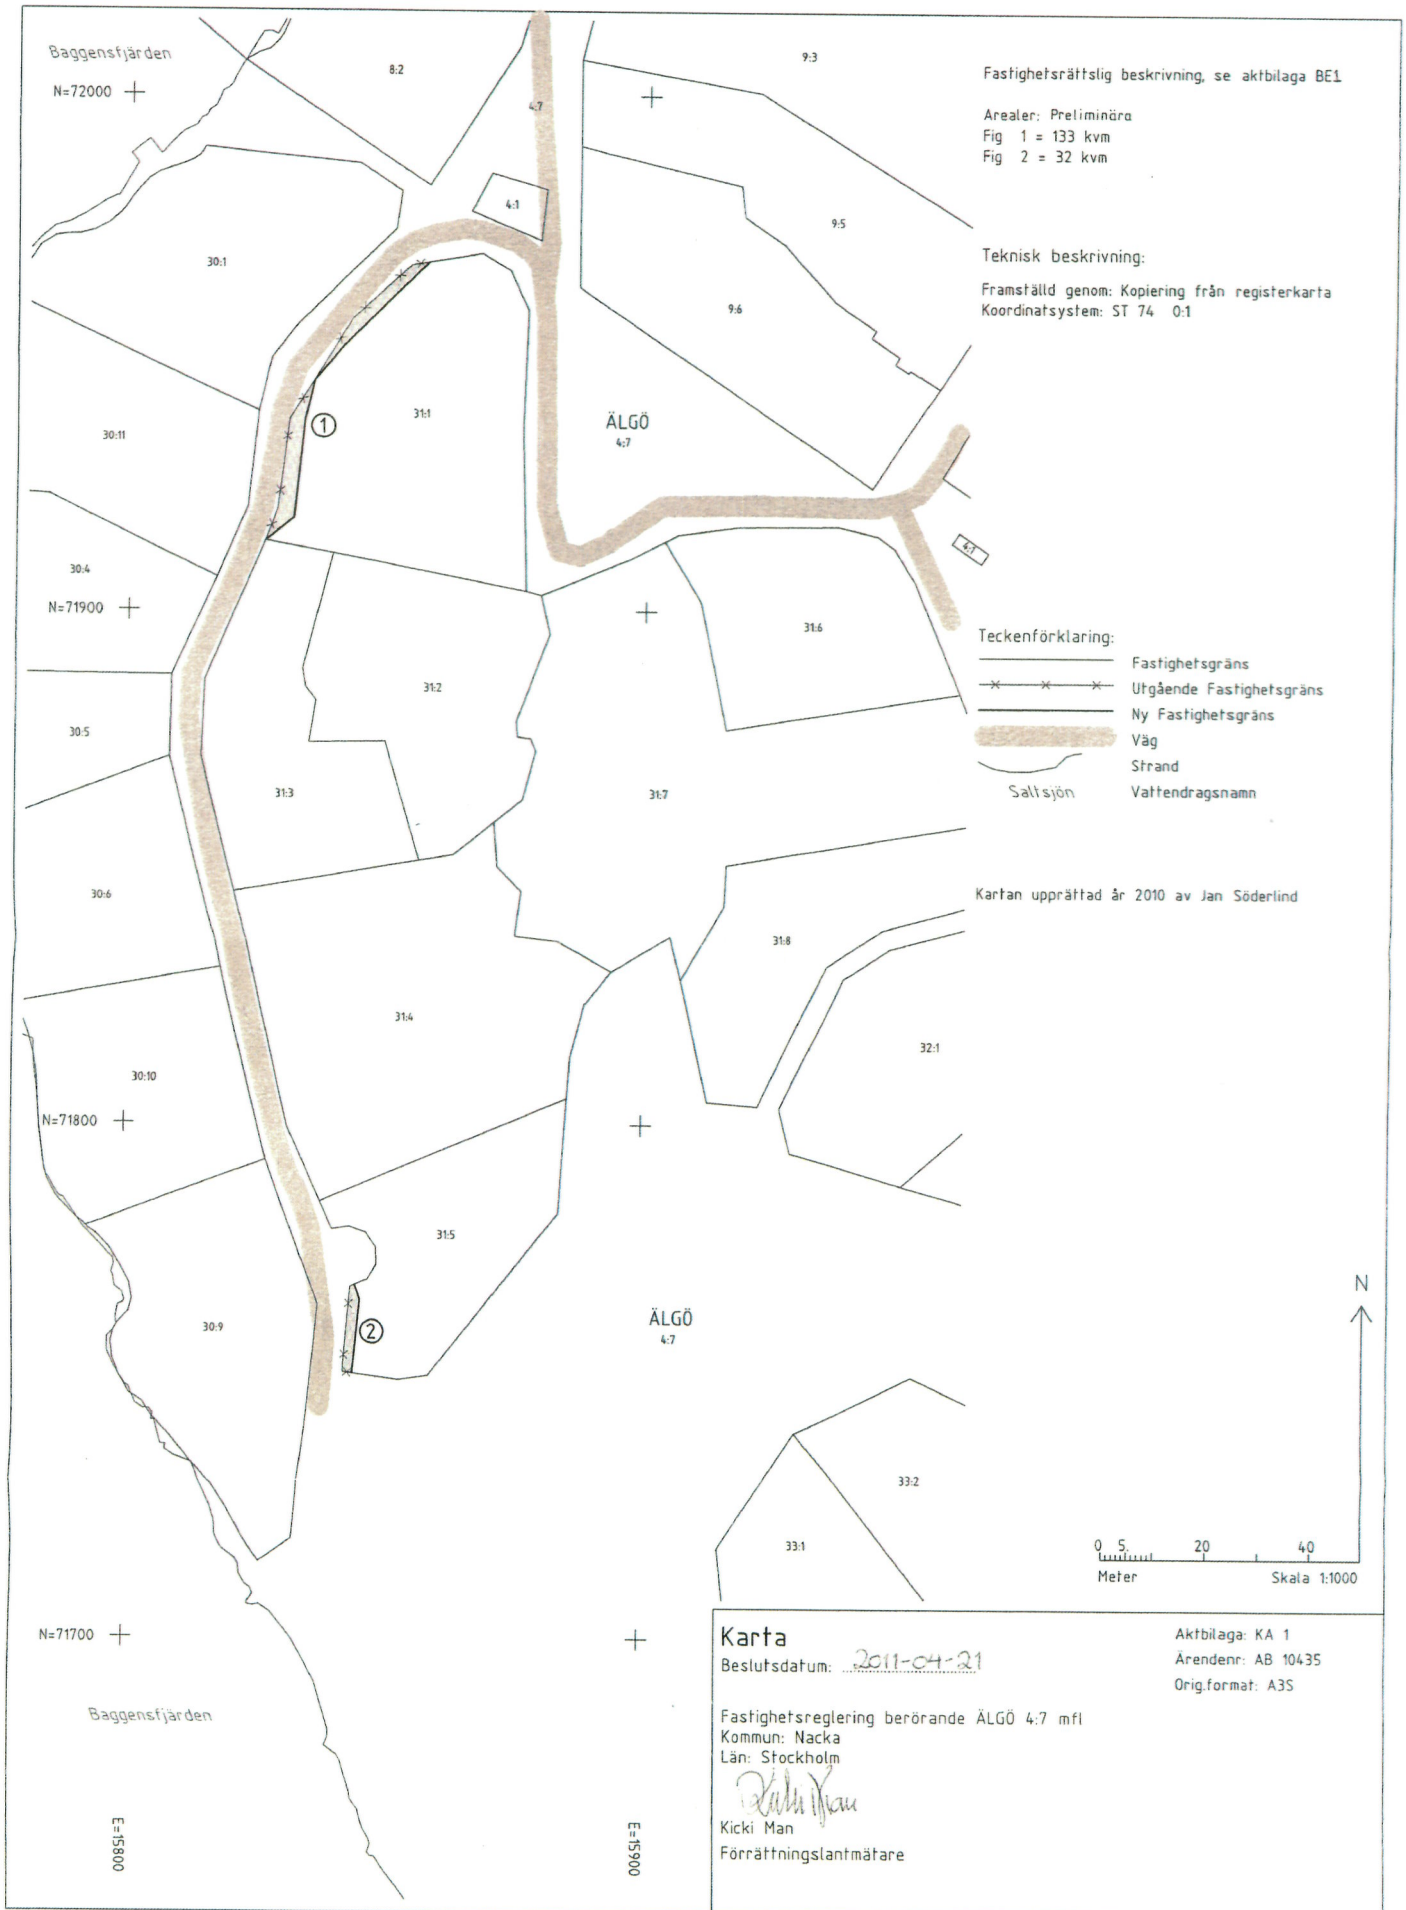 Baggensfjärden
N=72000
8:2
4:7
9:3
Fastighetsrättslig beskrivning, se aktbilaga BE1
Arealer: Preliminära
Fig 1 = 133 kvm
Fig 2 = 32 kvm
4:1
9:5
30:1
Teknisk beskrivning:
Framställd genom: Kopiering från registerkarta
Koordinatsystem: ST 74 0:1
9:6
30:11
1
31:1
ÄLGÖ
4:7
4:1
30:4
N=71900
31:6
Teckenförklaring:
Fastighetsgräns
Utgående Fastighetsgräns
Ny Fastighetsgräns
Väg
Strand
Saltsjön Vattendragsnamn
31:2
30:5
31:3
31:7
30:6
Kartan upprättad år 2010 av Jan Söderlind
31:8
31:4
32:1
30:10
N=71800
31:5
30:9
2
ÄLGÖ
4:7
N
33:2
33:1
0 5 20 40
Meter Skala 1:1000
N=71700
Baggensfjärden
E=15800
E=15900
Karta
Beslutsdatum: 2011-04-21
Aktbilaga: KA 1
Ärendenr: AB 10435
Orig.format: A3S
Fastighetsreglering berörande ÄLGÖ 4:7 mfl
Kommun: Nacka
Län: Stockholm
Kicki Man
Förrättningslantmätare